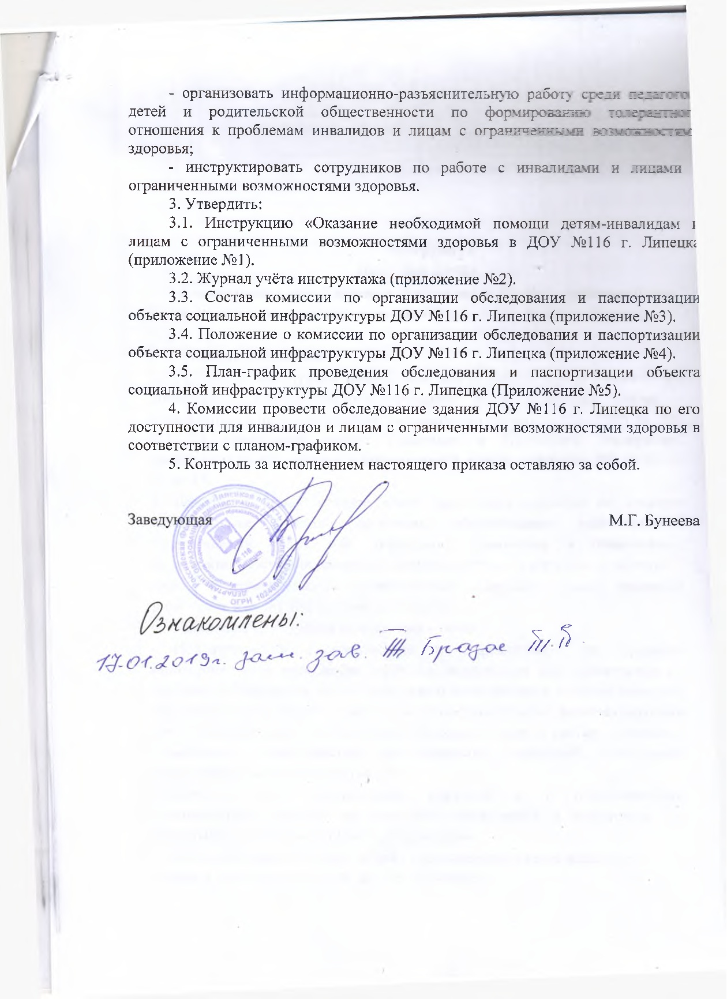 - организовать информационно-разъяснительную работу среди педагого
детей и родительской общественности по формированию толерантног
отношения к проблемам инвалидов и лицам с ограниченными возможностями
здоровья;
- инструктировать сотрудников по работе с инвалидами и лицами
ограниченными возможностями здоровья.
3. Утвердить:
3.1. Инструкцию «Оказание необходимой помощи детям-инвалидам и
лицам с ограниченными возможностями здоровья в ДОУ №116 г. Липецка
(приложение №1).
3.2. Журнал учёта инструктажа (приложение №2).
3.3. Состав комиссии по организации обследования и паспортизации
объекта социальной инфраструктуры ДОУ №116 г. Липецка (приложение №3).
3.4. Положение о комиссии по организации обследования и паспортизации
объекта социальной инфраструктуры ДОУ №116 г. Липецка (приложение №4).
3.5. План-график проведения обследования и паспортизации объекта
социальной инфраструктуры ДОУ №116 г. Липецка (Приложение №5).
4. Комиссии провести обследование здания ДОУ №116 г. Липецка по его
доступности для инвалидов и лицам с ограниченными возможностями здоровья в
соответствии с планом-графиком.
5. Контроль за исполнением настоящего приказа оставляю за собой.
Заведующая М.Г. Бунеева
№ 116
Липецка
ОГРН
Ознакомлены:
17.01.2019г. зам. зав.